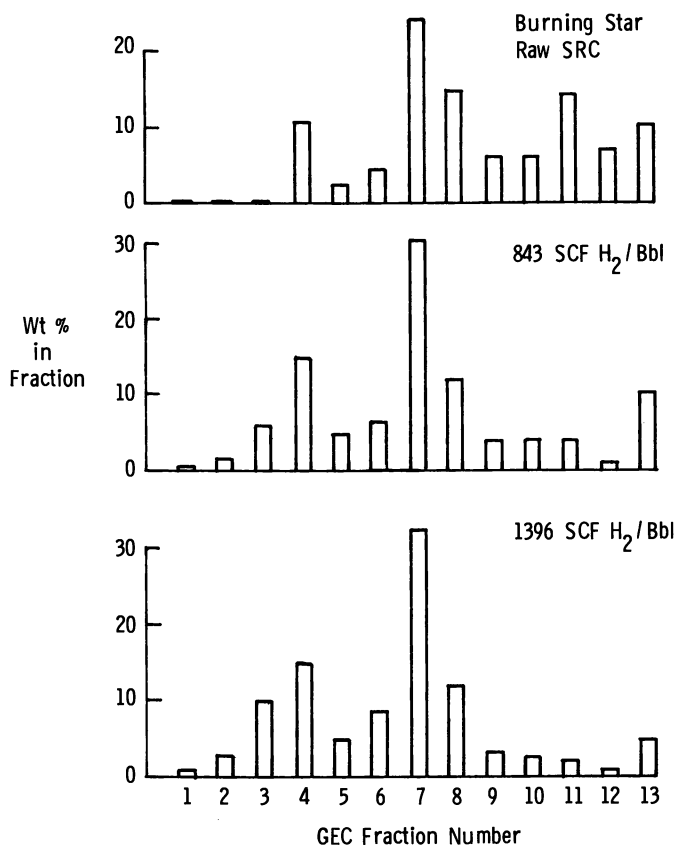 Burning Star
Raw SRC
20
10
0
843 SCF H2/Bbl
30
20
10
0
Wt %
in
Fraction
1396 SCF H2/Bbl
30
20
10
0
1 2 3 4 5 6 7 8 9 10 11 12 13
GEC Fraction Number